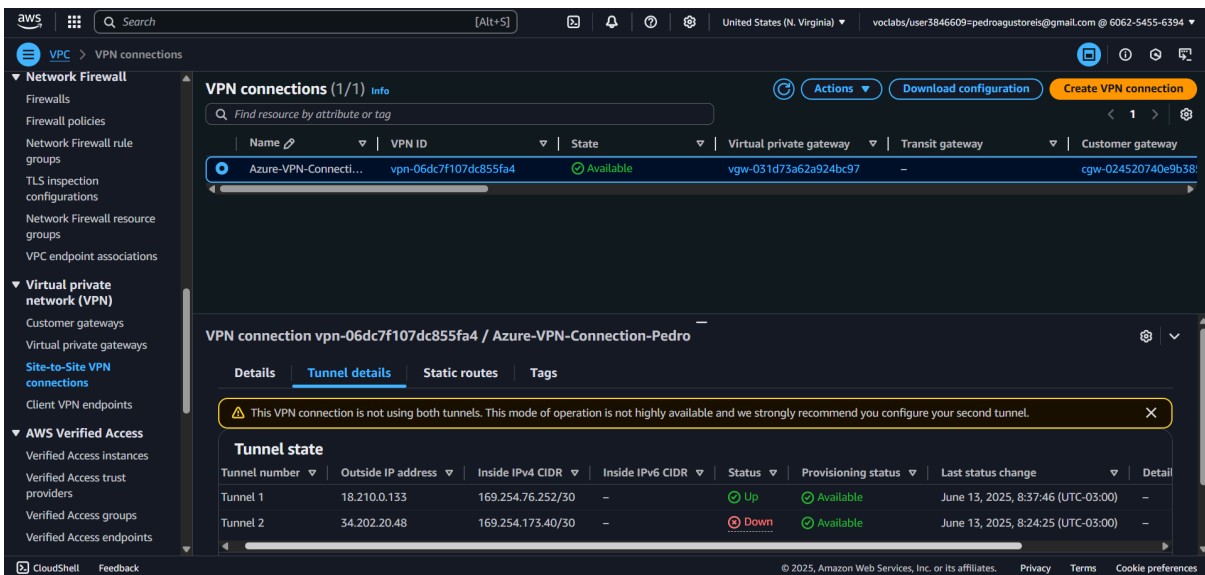 aws Search [Alt+S] United States (N. Virginia) ▼ voclabs/user3846609=pedroagustoreis@gmail.com @ 6062-5455-6394 ▼
VPC > VPN connections
▼ Network Firewall
Firewalls
Firewall policies
Network Firewall rule
groups
TLS inspection
configurations
Network Firewall resource
groups
VPC endpoint associations
▼ Virtual private
network (VPN)
Customer gateways
Virtual private gateways
Site-to-Site VPN
connections
Client VPN endpoints
▼ AWS Verified Access
Verified Access instances
Verified Access trust
providers
Verified Access groups
Verified Access endpoints
VPN connections (1/1) Info Actions ▼ Download configuration Create VPN connection
Find resource by attribute or tag < 1 >
Name VPN ID State Virtual private gateway Transit gateway Customer gateway
Azure-VPN-Connecti... vpn-06dc7f107dc855fa4 Available vgw-031d73a62a924bc97 – cgw-024520740e9b385
VPN connection vpn-06dc7f107dc855fa4 / Azure-VPN-Connection-Pedro
Details Tunnel details Static routes Tags
This VPN connection is not using both tunnels. This mode of operation is not highly available and we strongly recommend you configure your second tunnel.
Tunnel state
Tunnel number Outside IP address Inside IPv4 CIDR Inside IPv6 CIDR Status Provisioning status Last status change Detail
Tunnel 1 18.210.0.133 169.254.76.252/30 – Up Available June 13, 2025, 8:37:46 (UTC-03:00) –
Tunnel 2 34.202.20.48 169.254.173.40/30 – Down Available June 13, 2025, 8:24:25 (UTC-03:00) –
CloudShell Feedback © 2025, Amazon Web Services, Inc. or its affiliates. Privacy Terms Cookie preferences